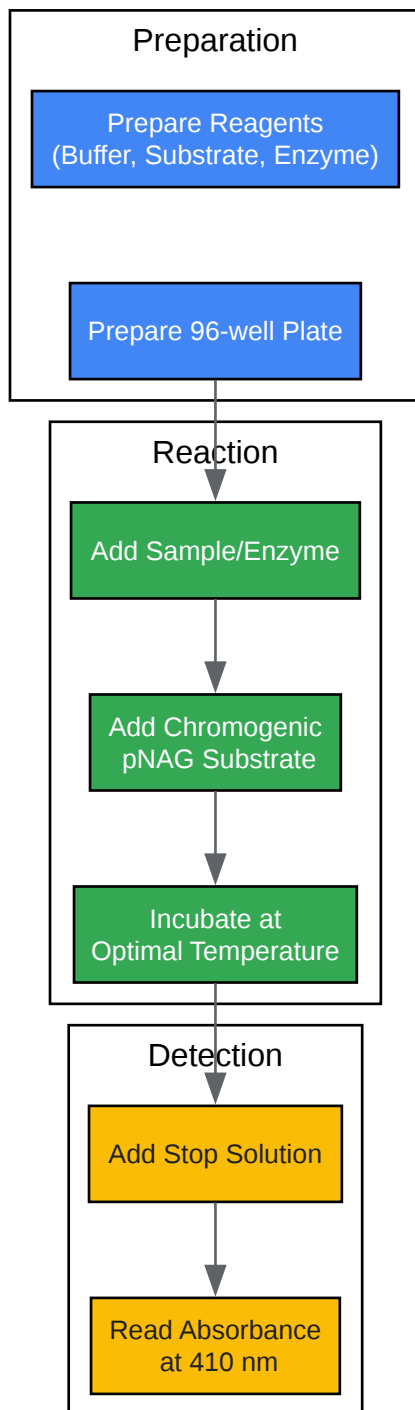 Preparation
Prepare Reagents
(Buffer, Substrate, Enzyme)
Prepare 96-well Plate
Reaction
Add Sample/Enzyme
Add Chromogenic
pNAG Substrate
Incubate at
Optimal Temperature
Detection
Add Stop Solution
Read Absorbance
at 410 nm